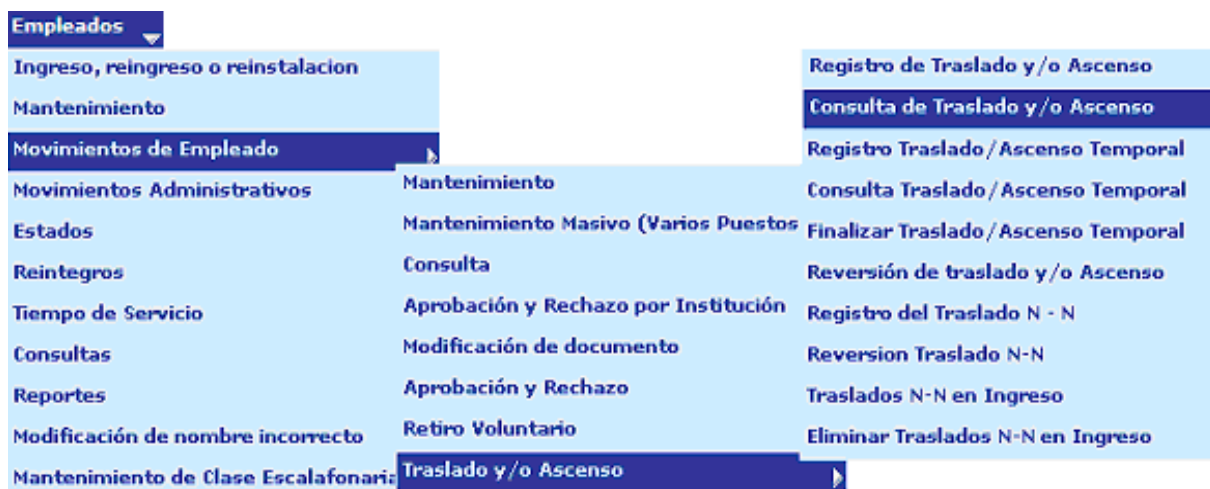 Empleados
Ingreso, reingreso o reinstalacion
Mantenimiento
Movimientos de Empleado
Movimientos Administrativos
Estados
Reintegros
Tiempo de Servicio
Consultas
Reportes
Modificación de nombre incorrecto
Mantenimiento de Clase Escalafonaria
Mantenimiento
Mantenimiento Masivo (Varios Puestos
Consulta
Aprobación y Rechazo por Institución
Modificación de documento
Aprobación y Rechazo
Retiro Voluntario
Traslado y/o Ascenso
Registro de Traslado y/o Ascenso
Consulta de Traslado y/o Ascenso
Registro Traslado/Ascenso Temporal
Consulta Traslado/Ascenso Temporal
Finalizar Traslado/Ascenso Temporal
Reversión de traslado y/o Ascenso
Registro del Traslado N - N
Reversion Traslado N-N
Traslados N-N en Ingreso
Eliminar Traslados N-N en Ingreso